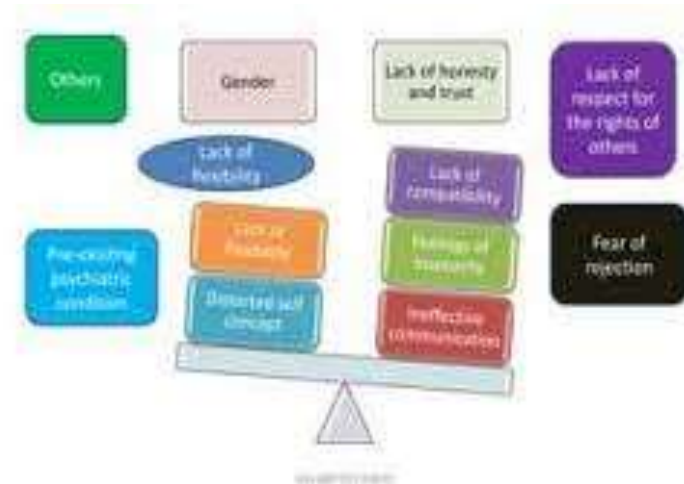 Others
Gender
Lack of honesty
and trust
Lack of
respect for
the rights of
others
Lack of
flexibility
Lack of
compatibility
Lack of
Feelings of
insecurity
Pre-existing
psychiatric
condition
Fear of
rejection
Distorted self
concept
Ineffective
communication